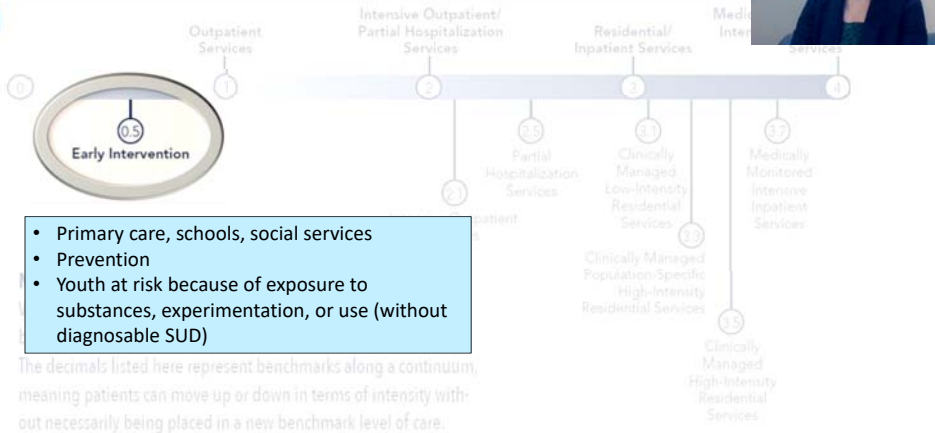 Intensive Outpatient/
Partial Hospitalization
Services
Outpatient
Services
Residential/
Inpatient Services
Services
0
1
2
3
4
0.5
Early Intervention
2.1
2.5
Partial
Hospitalization
Services
3.1
Clinically
Managed
Low-Intensity
Residential
Services
3.3
Clinically Managed
Population-Specific
High-Intensity
Residential Services
3.5
Clinically
Managed
High-Intensity
Residential
Services
3.7
Medically
Monitored
Intensive
Inpatient
Services
• Primary care, schools, social services
• Prevention
• Youth at risk because of exposure to
substances, experimentation, or use (without
diagnosable SUD)
The decimals listed here represent benchmarks along a continuum,
meaning patients can move up or down in terms of intensity with-
out necessarily being placed in a new benchmark level of care.